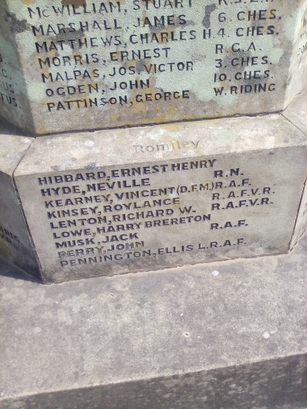 McWILLIAM, STUART
MARSHALL, JAMES 6. CHES.
MATTHEWS, CHARLES H. 4. CHES.
MORRIS, ERNEST R.G.A.
MALPAS, JOS. VICTOR 3. CHES.
OGDEN, JOHN 10. CHES.
PATTINSON, GEORGE W. RIDING
Romiley
HIBBARD, ERNEST HENRY
HYDE, NEVILLE R.N.
KEARNEY, VINCENT (D.F.M) R.A.F.
KINSEY, ROYLANCE R.A.F.V.R.
LENTON, RICHARD W. R.A.F.V.R.
LOWE, HARRY BRERETON
MUSK, JACK R.A.F.
PERRY, JOHN
PENNINGTON, ELLIS L. R.A.F.